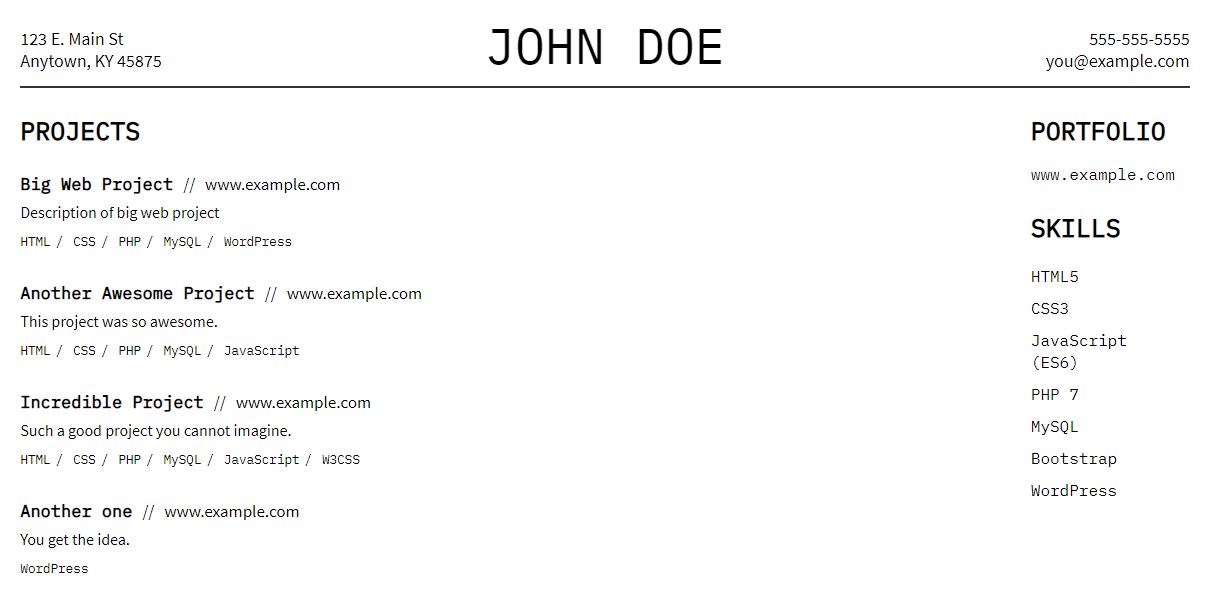 123 E. Main St
Anytown, KY 45875
JOHN DOE
555-555-5555
you@example.com
PROJECTS
Big Web Project // www.example.com
Description of big web project
HTML / CSS / PHP / MySQL / WordPress
Another Awesome Project // www.example.com
This project was so awesome.
HTML / CSS / PHP / MySQL / JavaScript
Incredible Project // www.example.com
Such a good project you cannot imagine.
HTML / CSS / PHP / MySQL / JavaScript / W3CSS
Another one // www.example.com
You get the idea.
WordPress
PORTFOLIO
www.example.com
SKILLS
HTML5
CSS3
JavaScript
(ES6)
PHP 7
MySQL
Bootstrap
WordPress